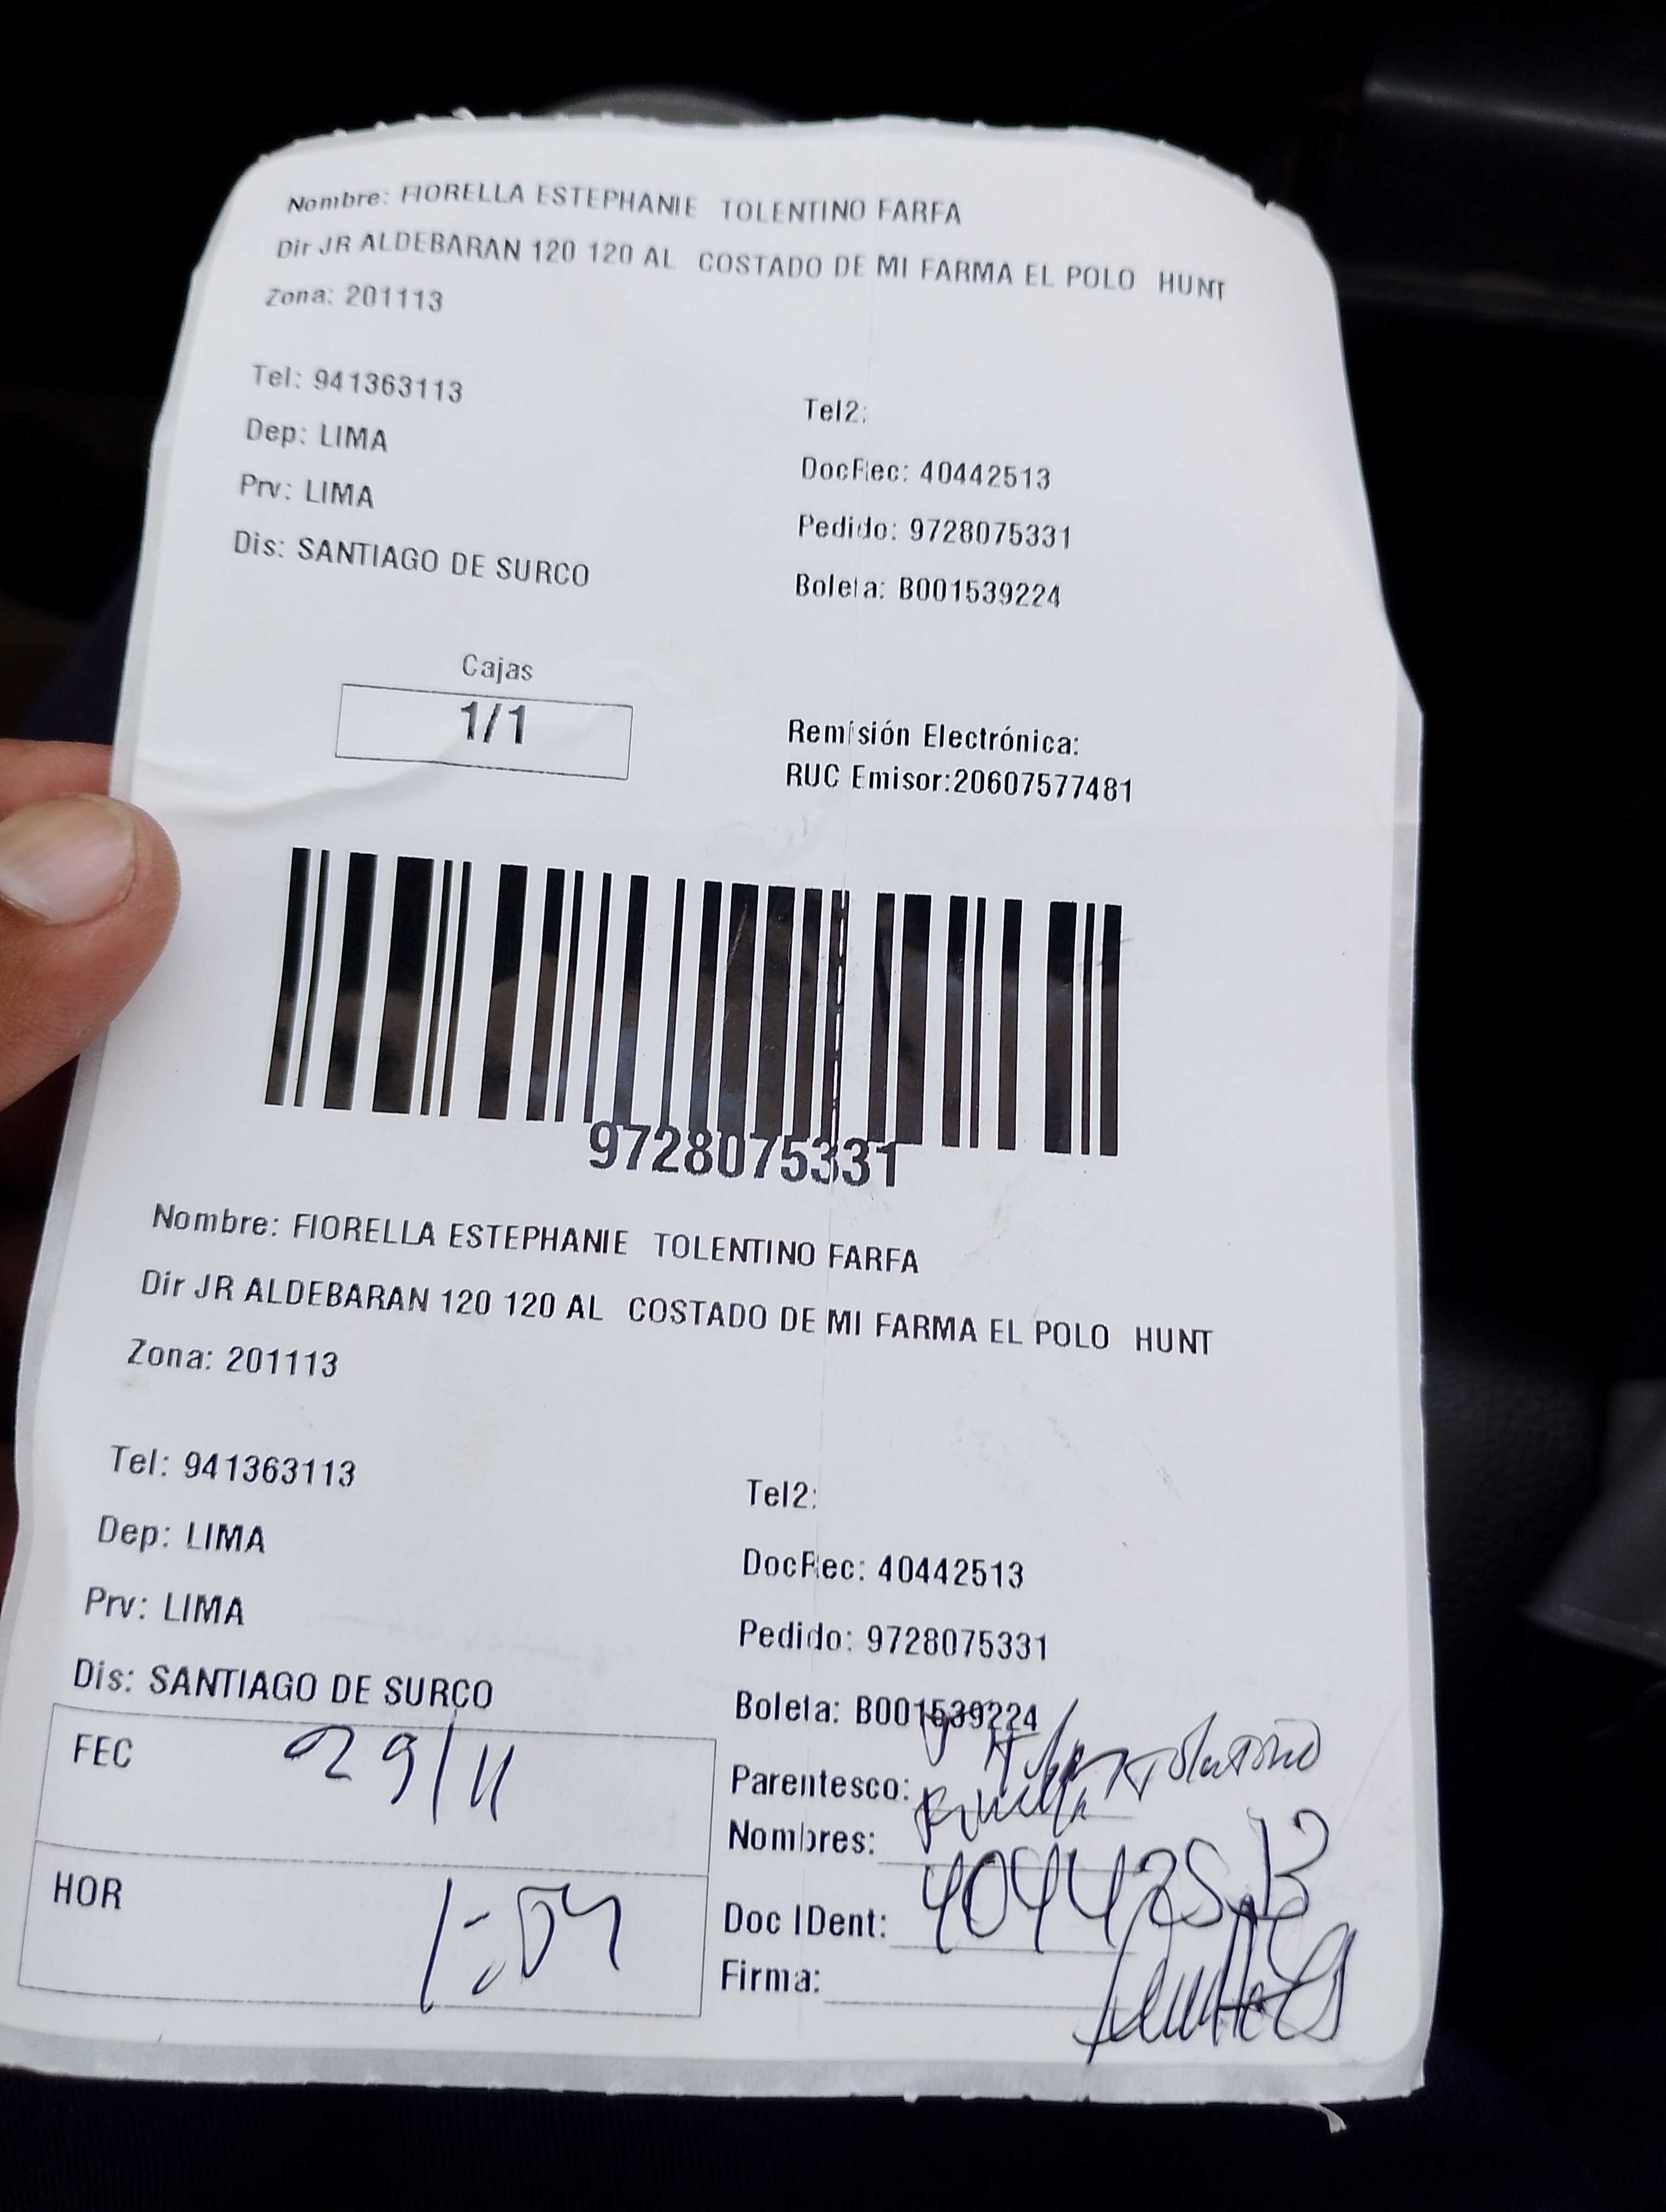 Nombre: FIORELLA ESTEPHANIE TOLENTINO FARFA
Dir JR ALDEBARAN 120 120 AL COSTADO DE MI FARMA EL POLO HUNT
Zona: 201113
Tel: 941363113
Tel2:
Dep: LIMA
DocRec: 40442513
Prv: LIMA
Pedido: 9728075331
Dis: SANTIAGO DE SURCO
Boleta: B001539224
Cajas
1/1
Remisión Electrónica:
RUC Emisor:20607577481
9728075331
Nombre: FIORELLA ESTEPHANIE TOLENTINO FARFA
Dir JR ALDEBARAN 120 120 AL COSTADO DE MI FARMA EL POLO HUNT
Zona: 201113
Tel: 941363113
Tel2:
Dep: LIMA
DocRec: 40442513
Prv: LIMA
Pedido: 9728075331
Dis: SANTIAGO DE SURCO
Boleta: B001539224
FEC 29/11
Parentesco:
Nombres:
HOR 1:04
Doc IDent: 40442513
Firma: